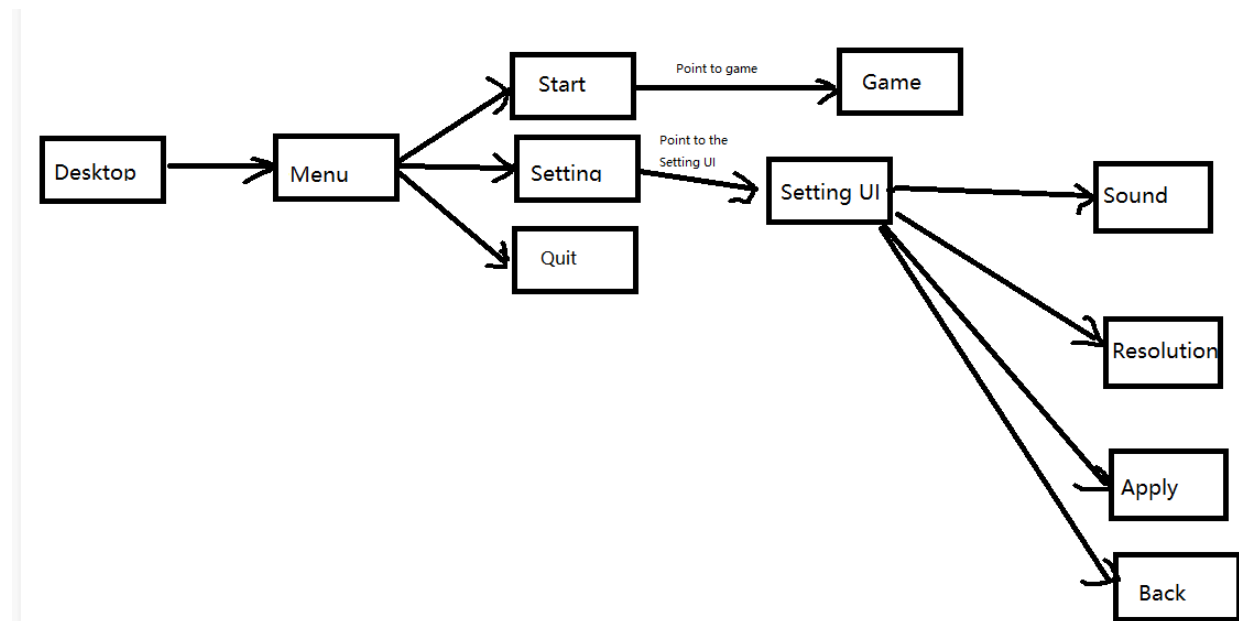 Start
Point to game
Game
Desktop
Menu
Setting
Point to the
Setting UI
Setting UI
Sound
Quit
Resolution
Apply
Back